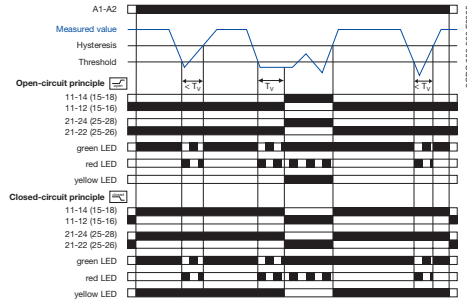 A1-A2
Measured value
Hysteresis
Threshold
< Tv
Tv
< Tv
Open-circuit principle open
11-14 (15-18)
11-12 (15-16)
21-24 (25-28)
21-22 (25-26)
green LED
red LED
yellow LED
Closed-circuit principle closed
11-14 (15-18)
11-12 (15-16)
21-24 (25-28)
21-22 (25-26)
green LED
red LED
yellow LED